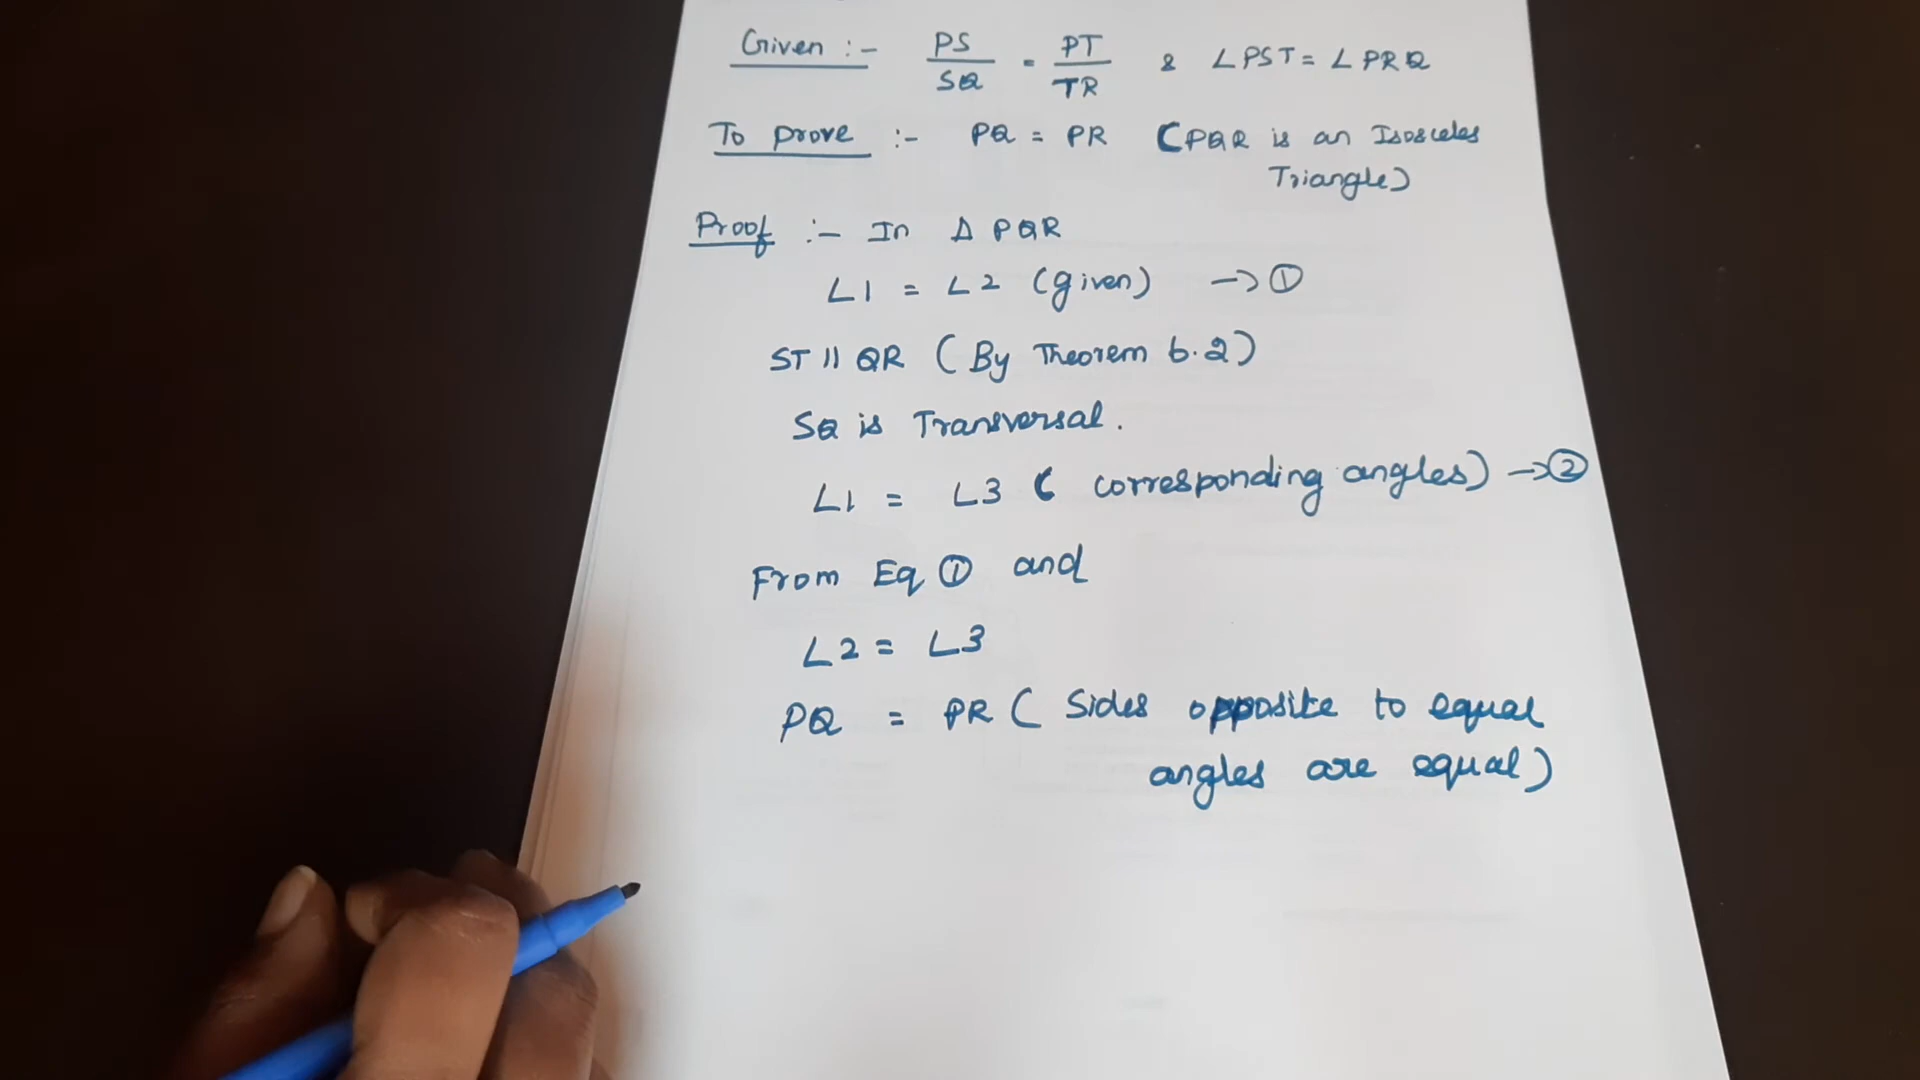 Given :- PS/SQ = PT/TR & ∠PST = ∠PRQ
To prove :- PQ = PR (PQR is an Isosceles
Triangle)
Proof :- In Δ PQR
∠1 = ∠2 (given) → ①
ST || QR (By Theorem 6.2)
SQ is Transversal.
∠1 = ∠3 (corresponding angles) → ②
From Eq ① and
∠2 = ∠3
PQ = PR (Sides opposite to equal
angles are equal)